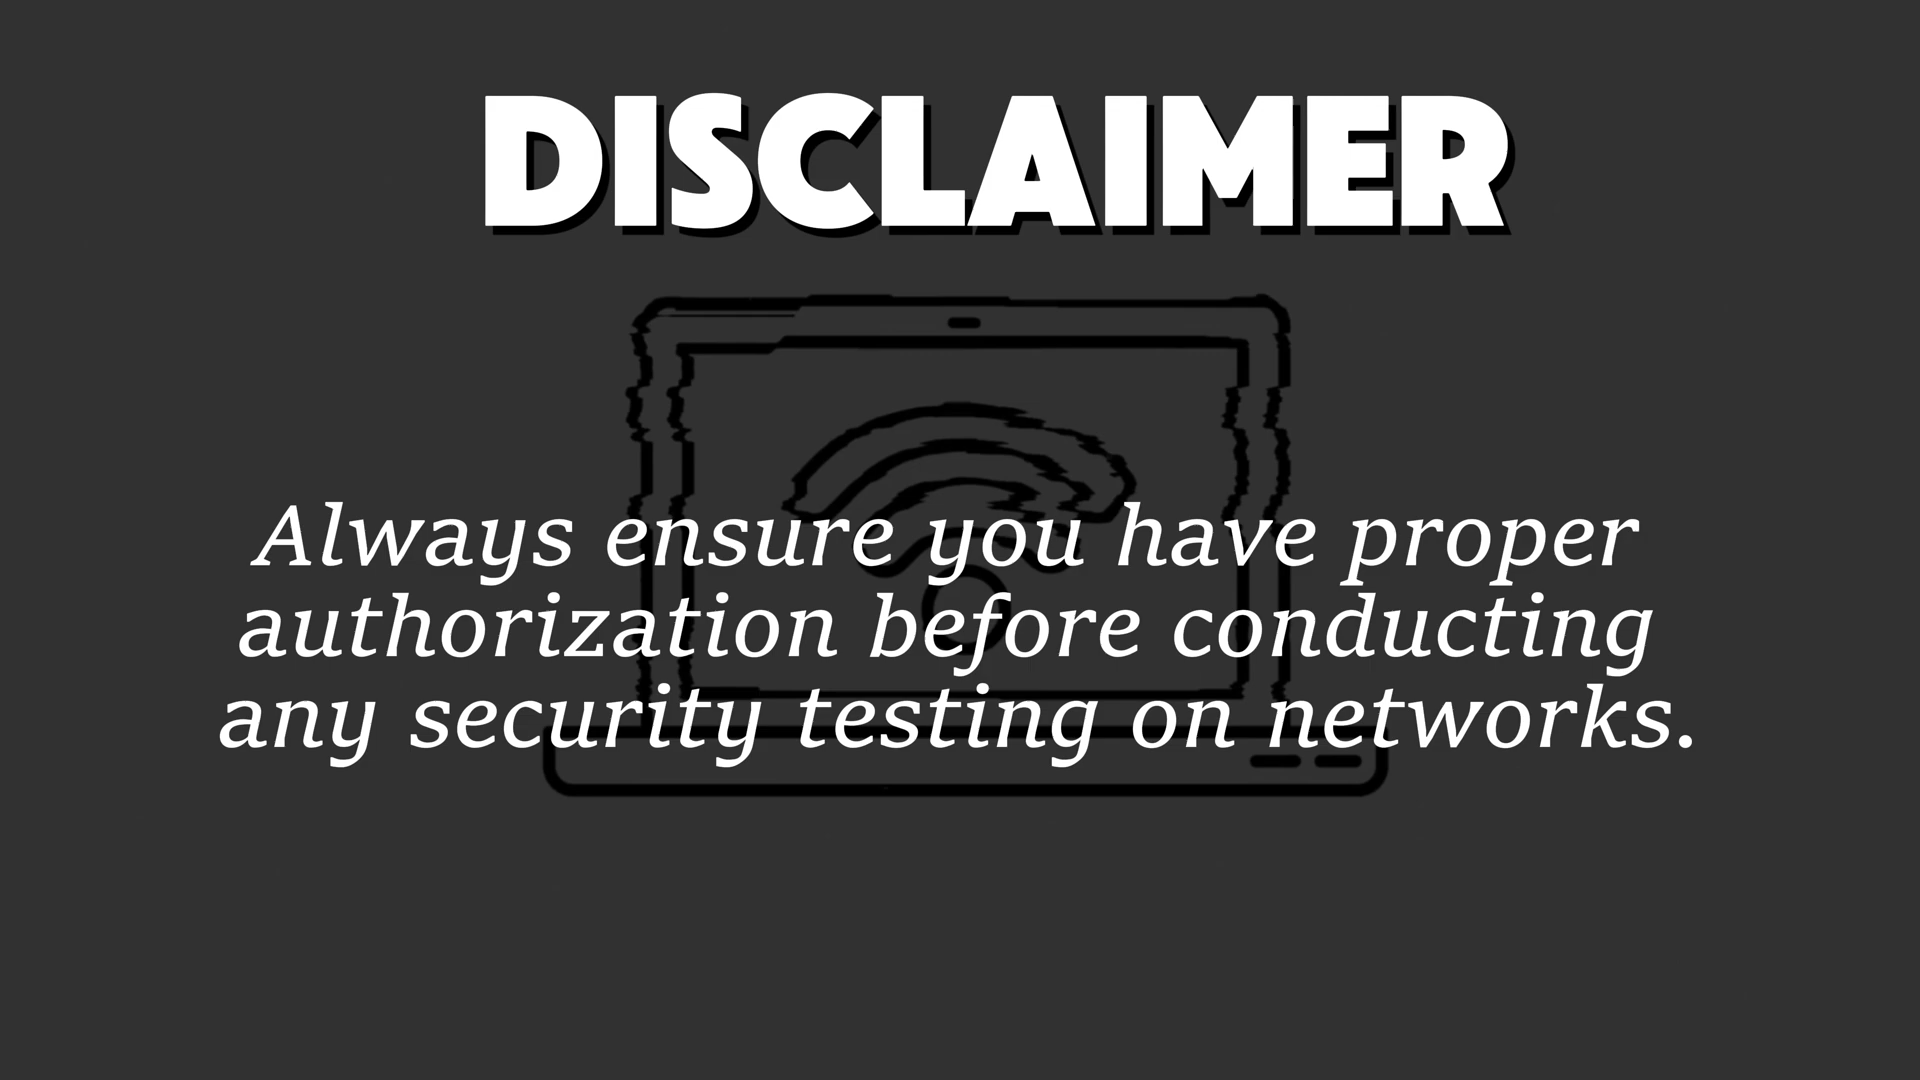 DISCLAIMER
Always ensure you have proper
authorization before conducting
any security testing on networks.